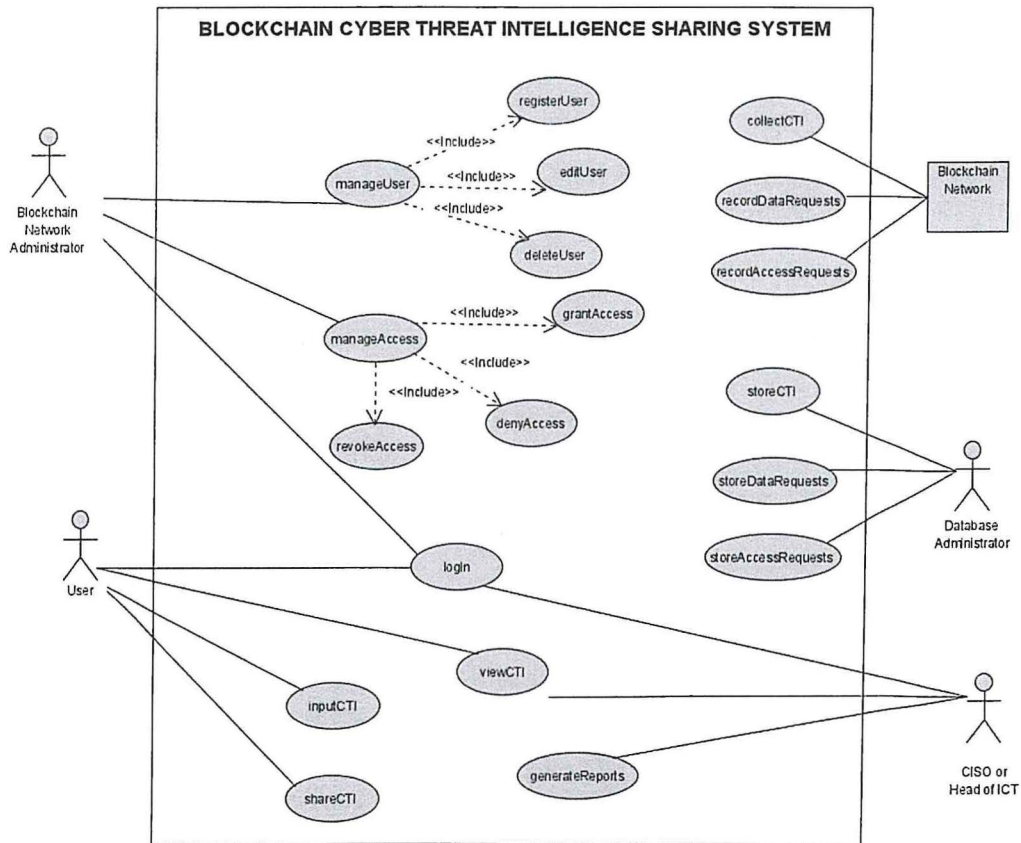 BLOCKCHAIN CYBER THREAT INTELLIGENCE SHARING SYSTEM
registerUser
collectCTI
<<Include>>
Blockchain
Network
Administrator
manageUser
<<Include>>
editUser
Blockchain
Network
recordDataRequests
<<Include>>
deleteUser
recordAccessRequests
manageAccess
<<Include>>
grantAccess
<<Include>>
<<Include>>
denyAccess
revokeAccess
storeCTI
storeDataRequests
Database
Administrator
storeAccessRequests
User
login
viewCTI
inputCTI
shareCTI
generateReports
CISO or
Head of ICT